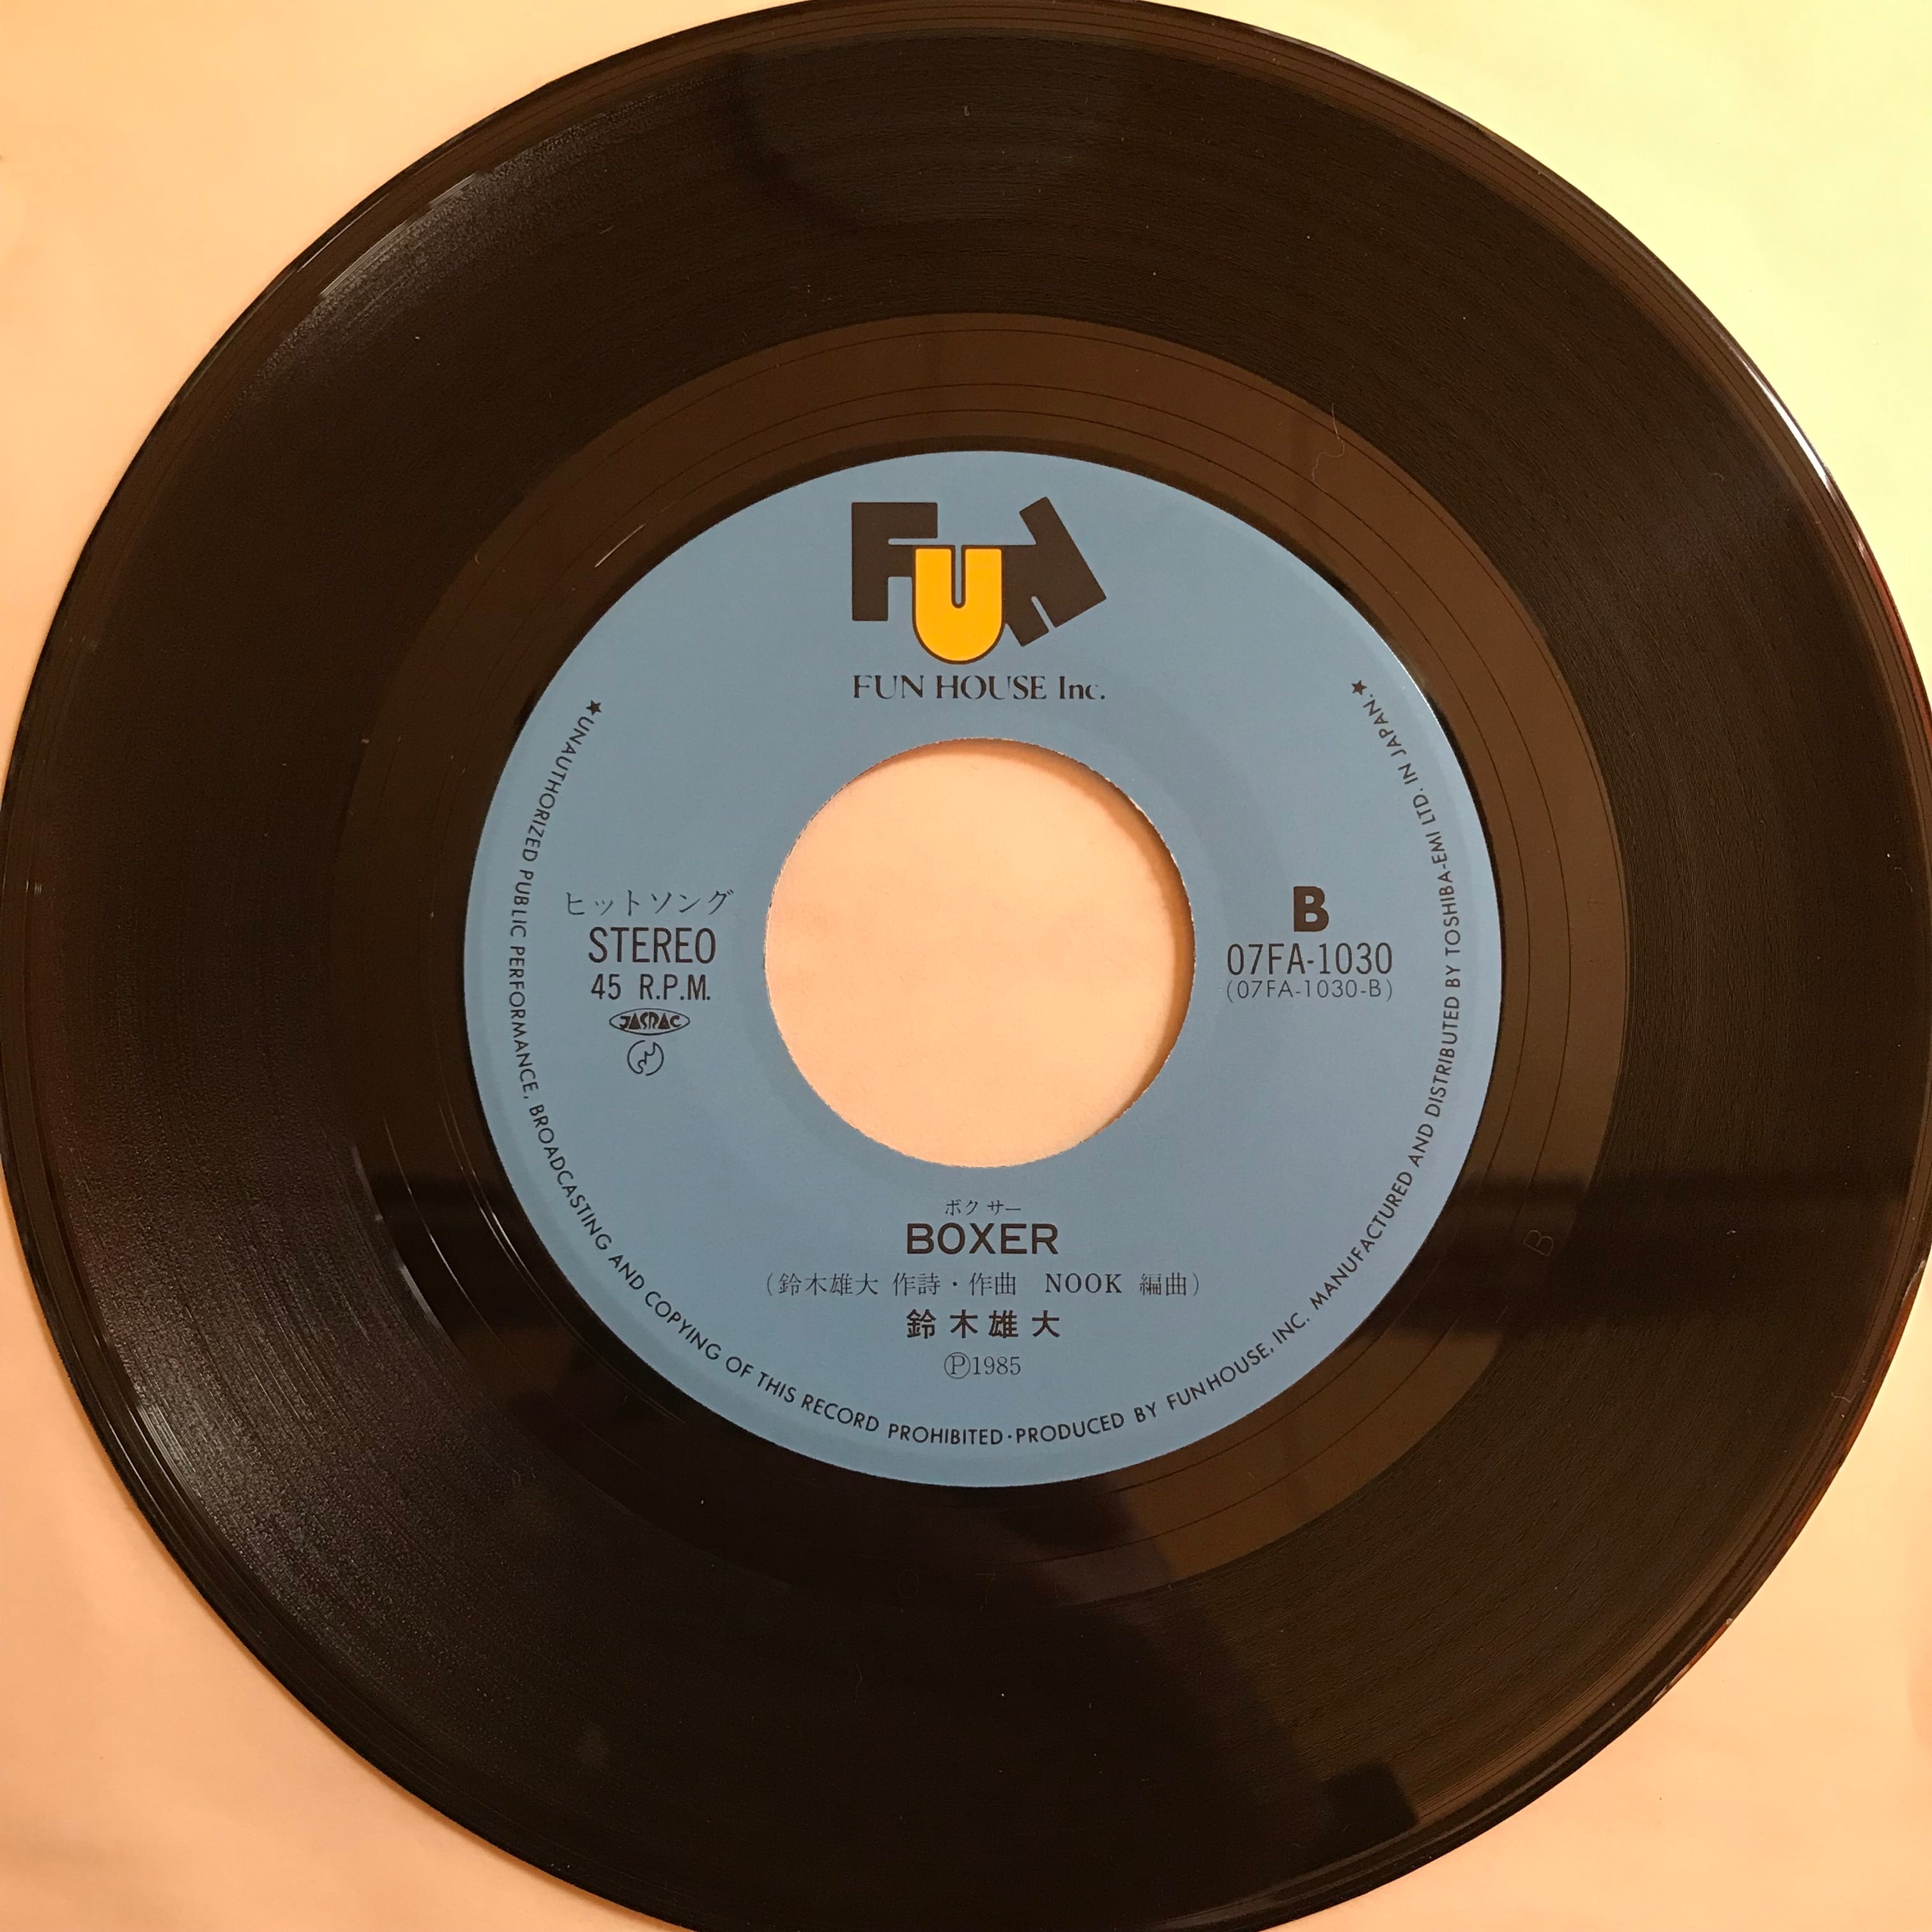 FUN
FUN HOUSE Inc.
ヒットソング
STEREO
45 R.P.M.
JASRAC
B
07FA-1030
(07FA-1030-B)
ボクサー
BOXER
(鈴木雄大 作詩・作曲 NOOK 編曲)
鈴木雄大
Ⓟ1985
★UNAUTHORIZED PUBLIC PERFORMANCE, BROADCASTING AND COPYING OF THIS RECORD PROHIBITED·PRODUCED BY FUN HOUSE, INC. MANUFACTURED AND DISTRIBUTED BY TOSHIBA-EMI LTD. IN JAPAN.★
B